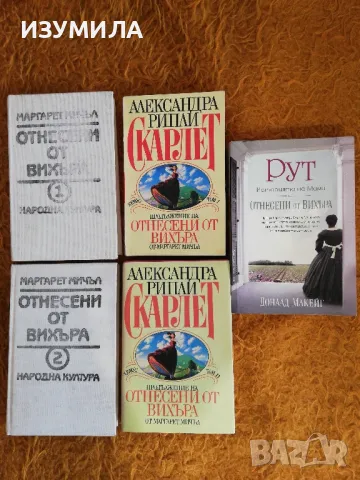 ИЗУМИЛА
МАРГАРЕТ МИЧЪЛ
ОТНЕСЕНИ
ОТ
ВИХЪРА
1
НАРОДНА КУЛТУРА
АЛЕКСАНДРА
РИПЛИ
СКАРЛЕТ
ПРОДЪЛЖЕНИЕ НА
ОТНЕСЕНИ ОТ
ВИХЪРА
ОТ МАРГАРЕТ МИЧЪЛ
РУТ
ОТНЕСЕНИ ОТ ВИХЪРА
ДОНАЛД МАКЕЙГ
МАРГАРЕТ МИЧЪЛ
ОТНЕСЕНИ
ОТ
ВИХЪРА
2
НАРОДНА КУЛТУРА
АЛЕКСАНДРА
РИПЛИ
СКАРЛЕТ
ПРОДЪЛЖЕНИЕ НА
ОТНЕСЕНИ ОТ
ВИХЪРА
ОТ МАРГАРЕТ МИЧЪЛ
BAZAR